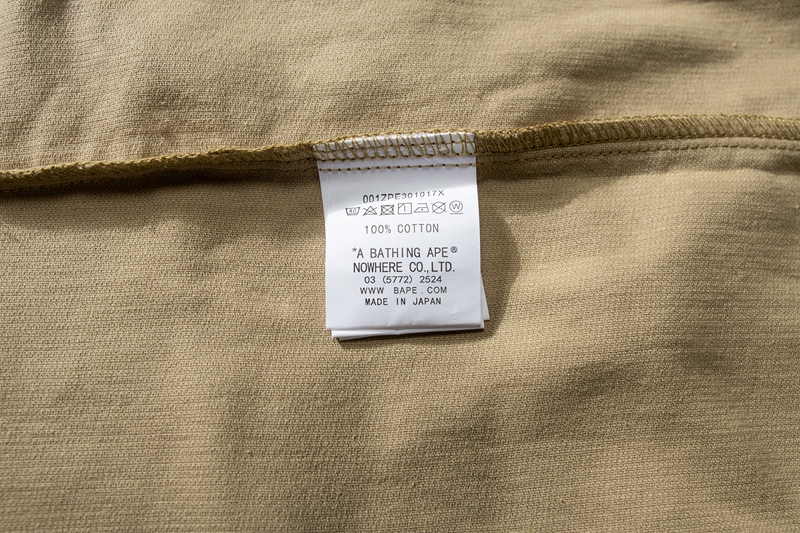 001ZPE301017X
100% COTTON
"A BATHING APE®
NOWHERE CO.,LTD.
03 (5772) 2524
WWW BAPE.COM
MADE IN JAPAN